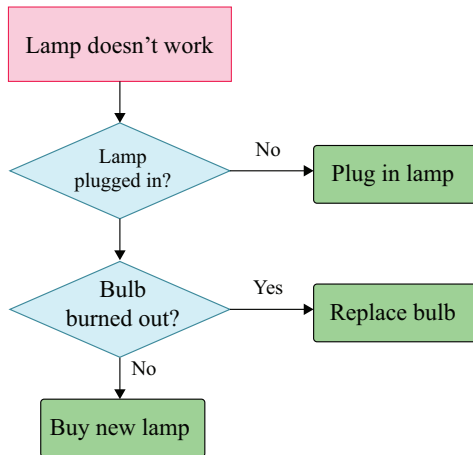 Lamp doesn’t work
Lamp
plugged in?
No
Plug in lamp
Bulb
burned out?
Yes
Replace bulb
No
Buy new lamp